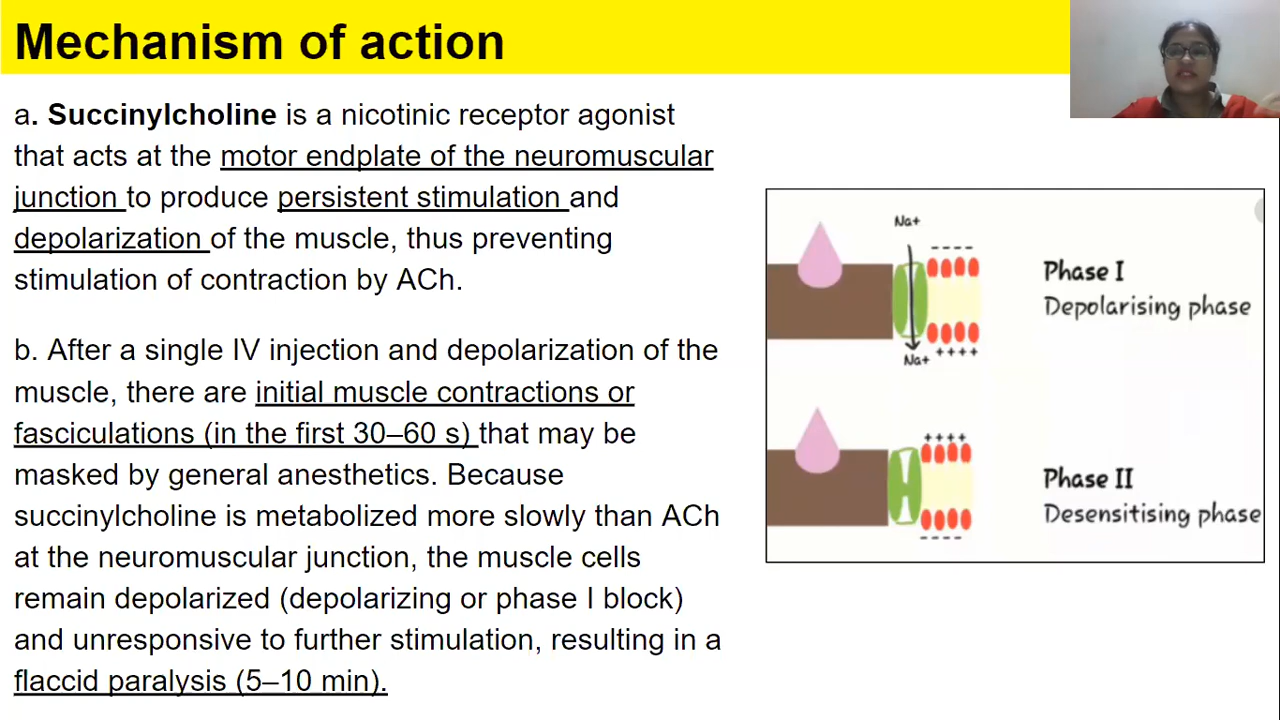 Mechanism of action
a. Succinylcholine is a nicotinic receptor agonist
that acts at the motor endplate of the neuromuscular
junction to produce persistent stimulation and
depolarization of the muscle, thus preventing
stimulation of contraction by ACh.
b. After a single IV injection and depolarization of the
muscle, there are initial muscle contractions or
fasciculations (in the first 30–60 s) that may be
masked by general anesthetics. Because
succinylcholine is metabolized more slowly than ACh
at the neuromuscular junction, the muscle cells
remain depolarized (depolarizing or phase I block)
and unresponsive to further stimulation, resulting in a
flaccid paralysis (5–10 min).
Na+
- - - -
Phase I
Depolarising phase
Na+
++++
++++
Phase II
Desensitising phase
- - - -